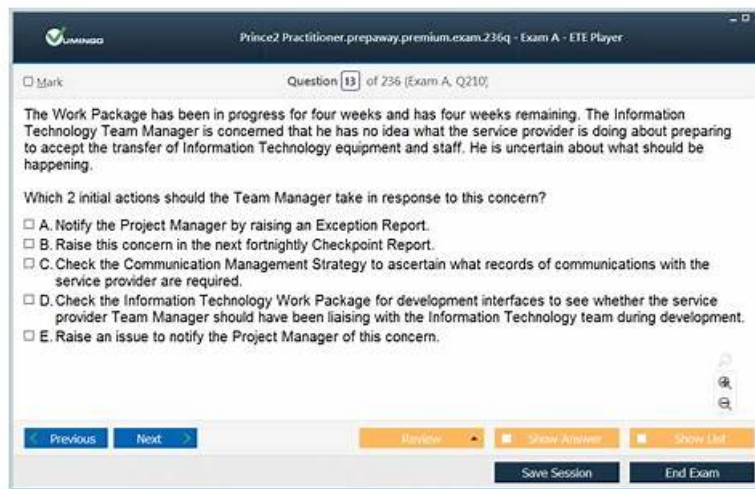 VUMINGO
Prince2 Practitioner.prepaway.premium.exam.236q - Exam A - ETE Player
Mark
Question 13 of 236 (Exam A, Q210)
The Work Package has been in progress for four weeks and has four weeks remaining. The Information
Technology Team Manager is concerned that he has no idea what the service provider is doing about preparing
to accept the transfer of Information Technology equipment and staff. He is uncertain about what should be
happening.
Which 2 initial actions should the Team Manager take in response to this concern?
A. Notify the Project Manager by raising an Exception Report.
B. Raise this concern in the next fortnightly Checkpoint Report.
C. Check the Communication Management Strategy to ascertain what records of communications with the
service provider are required.
D. Check the Information Technology Work Package for development interfaces to see whether the service
provider Team Manager should have been liaising with the Information Technology team during development.
E. Raise an issue to notify the Project Manager of this concern.
Previous
Next
Review
Show Answer
Show List
Save Session
End Exam